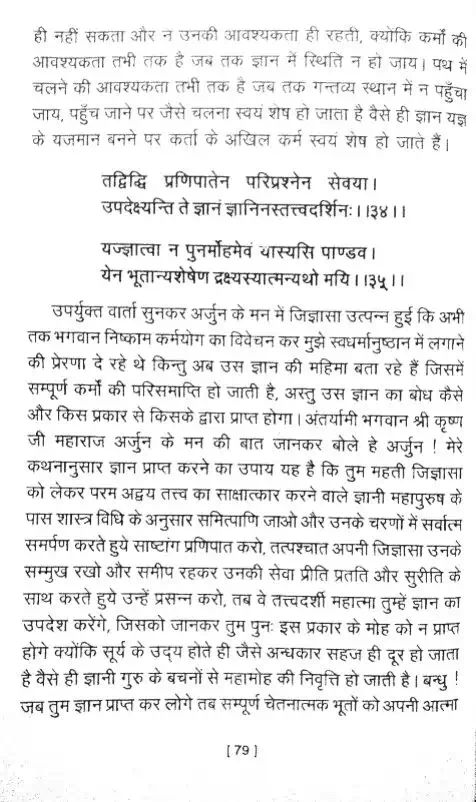 ही नहीं सकता और न उनकी आवश्यकता ही रहती, क्योंकि कर्मों की
आवश्यकता तभी तक है जब तक ज्ञान में स्थिति न हो जाय। पथ में
चलने की आवश्यकता तभी तक है जब तक गन्तव्य स्थान में न पहुँचा
जाय, पहुँच जाने पर जैसे चलना स्वयं शेष हो जाता है वैसे ही ज्ञान यज्ञ
के यजमान बनने पर कर्ता के अखिल कर्म स्वयं शेष हो जाते हैं।
तद्विद्धि प्रणिपातेन परिप्रश्नेन सेवया।
उपदेक्ष्यन्ति ते ज्ञानं ज्ञानिनस्तत्त्वदर्शिनः।।३४।।
यज्ज्ञात्वा न पुनर्मोहमेवं यास्यसि पाण्डव।
येन भूतान्यशेषेण द्रक्ष्यस्यात्मन्यथो मयि।।३५।।
उपर्युक्त वार्ता सुनकर अर्जुन के मन में जिज्ञासा उत्पन्न हुई कि अभी
तक भगवान निष्काम कर्मयोग का विवेचन कर मुझे स्वधर्मानुष्ठान में लगाने
की प्रेरणा दे रहे थे किन्तु अब उस ज्ञान की महिमा बता रहे हैं जिसमें
सम्पूर्ण कर्मों की परिसमाप्ति हो जाती है, अस्तु उस ज्ञान का बोध कैसे
और किस प्रकार से किसके द्वारा प्राप्त होगा। अंतर्यामी भगवान श्री कृष्ण
जी महाराज अर्जुन के मन की बात जानकर बोले हे अर्जुन ! मेरे
कथनानुसार ज्ञान प्राप्त करने का उपाय यह है कि तुम महती जिज्ञासा
को लेकर परम अद्वय तत्त्व का साक्षात्कार करने वाले ज्ञानी महापुरुष के
पास शास्त्र विधि के अनुसार समित्पाणि जाओ और उनके चरणों में सर्वात्म
समर्पण करते हुये साष्टांग प्रणिपात करो, तत्पश्चात अपनी जिज्ञासा उनके
सम्मुख रखो और समीप रहकर उनकी सेवा प्रीति प्रतति और सुरीति के
साथ करते हुये उन्हें प्रसन्न करो, तब वे तत्त्वदर्शी महात्मा तुम्हें ज्ञान का
उपदेश करेंगे, जिसको जानकर तुम पुनः इस प्रकार के मोह को न प्राप्त
होगे क्योंकि सूर्य के उदय होते ही जैसे अन्धकार सहज ही दूर हो जाता
है वैसे ही ज्ञानी गुरु के बचनों से महामोह की निवृत्ति हो जाती है। बन्धु !
जब तुम ज्ञान प्राप्त कर लोगे तब सम्पूर्ण चेतनात्मक भूतों को अपनी आत्मा
[ 79 ]